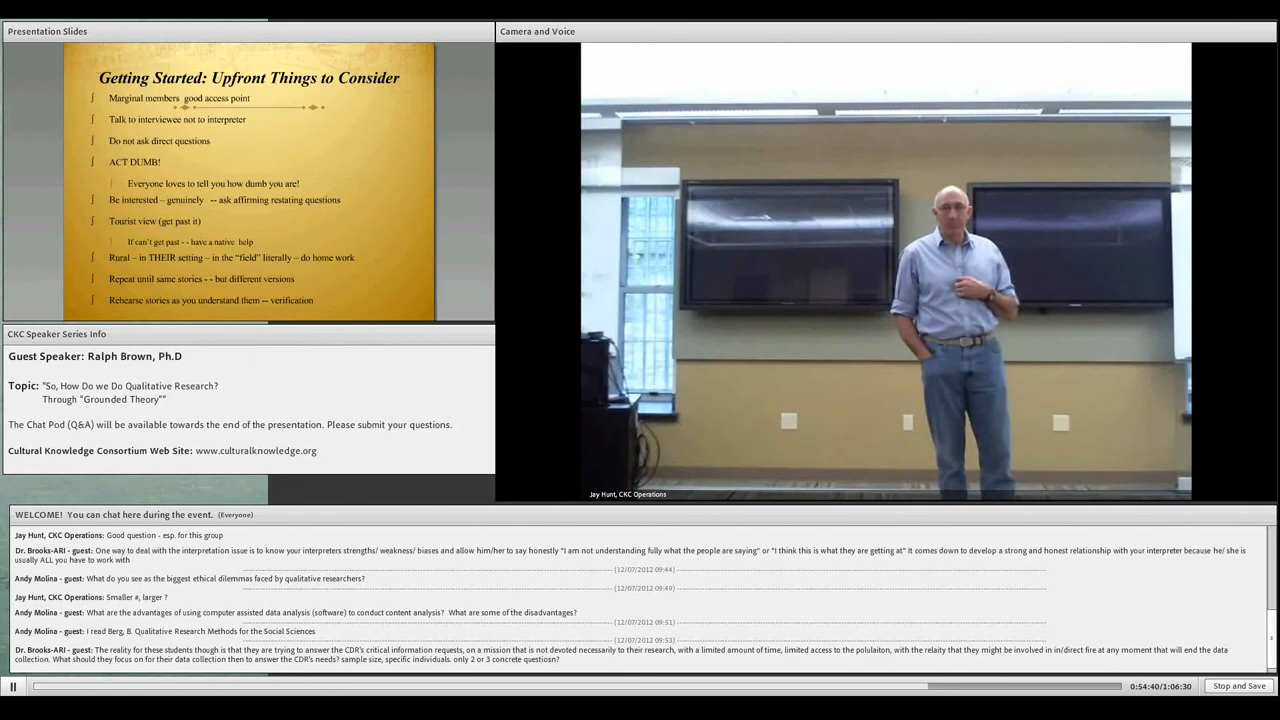 Presentation Slides
Getting Started: Upfront Things to Consider
Marginal members good access point
Talk to interviewee not to interpreter
Do not ask direct questions
ACT DUMB!
Everyone loves to tell you how dumb you are!
Be interested – genuinely -- ask affirming restating questions
Tourist view (get past it)
If can't get past - - have a native help
Rural – in THEIR setting – in the "field" literally – do home work
Repeat until same stories - - but different versions
Rehearse stories as you understand them -- verification
Camera and Voice
Jay Hunt, CKC Operations
CKC Speaker Series Info
Guest Speaker: Ralph Brown, Ph.D
Topic: "So, How Do we Do Qualitative Research?
Through "Grounded Theory""
The Chat Pod (Q&A) will be available towards the end of the presentation. Please submit your questions.
Cultural Knowledge Consortium Web Site: www.culturalknowledge.org
WELCOME! You can chat here during the event. (Everyone)
Jay Hunt, CKC Operations: Good question - esp. for this group
Dr. Brooks-ARI - guest: One way to deal with the interpretation issue is to know your interpreters strengths/ weakness/ biases and allow him/her to say honestly "I am not understanding fully what the people are saying" or "I think this is what they are getting at" It comes down to develop a strong and honest relationship with your interpreter because he/ she is
usually ALL you have to work with
(12/07/2012 09:44)
Andy Molina - guest: What do you see as the biggest ethical dilemmas faced by qualitative researchers?
(12/07/2012 09:49)
Jay Hunt, CKC Operations: Smaller #, larger ?
Andy Molina - guest: What are the advantages of using computer assisted data analysis (software) to conduct content analysis? What are some of the disadvantages?
(12/07/2012 09:51)
Andy Molina - guest: I read Berg, B. Qualitative Research Methods for the Social Sciences
(12/07/2012 09:53)
Dr. Brooks-ARI - guest: The reality for these students though is that they are trying to answer the CDR's critical information requests, on a mission that is not devoted necessarily to their research, with a limited amount of time, limited access to the polulaiton, with the relaity that they might be involved in in/direct fire at any moment that will end the data
collection. What should they focus on for their data collection then to answer the CDR's needs? sample size, specific individuals. only 2 or 3 concrete questiosn?
0:54:40/1:06:30
Stop and Save